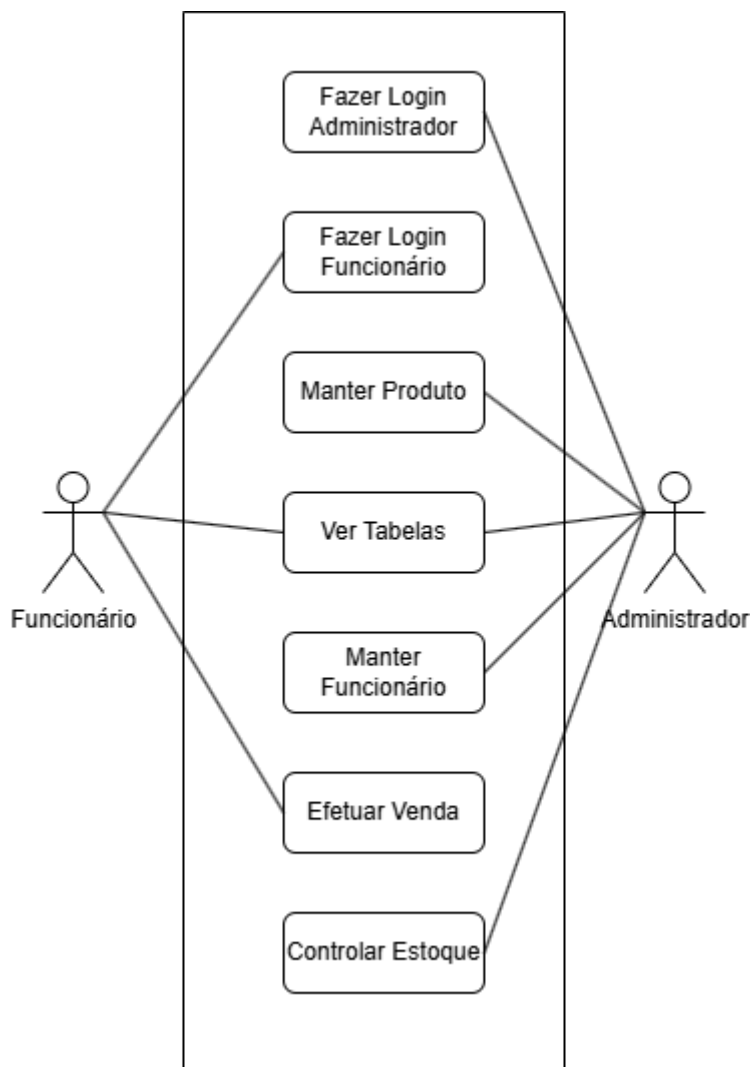 Fazer Login
Administrador
Fazer Login
Funcionário
Manter Produto
Ver Tabelas
Funcionário
Administrador
Manter
Funcionário
Efetuar Venda
Controlar Estoque